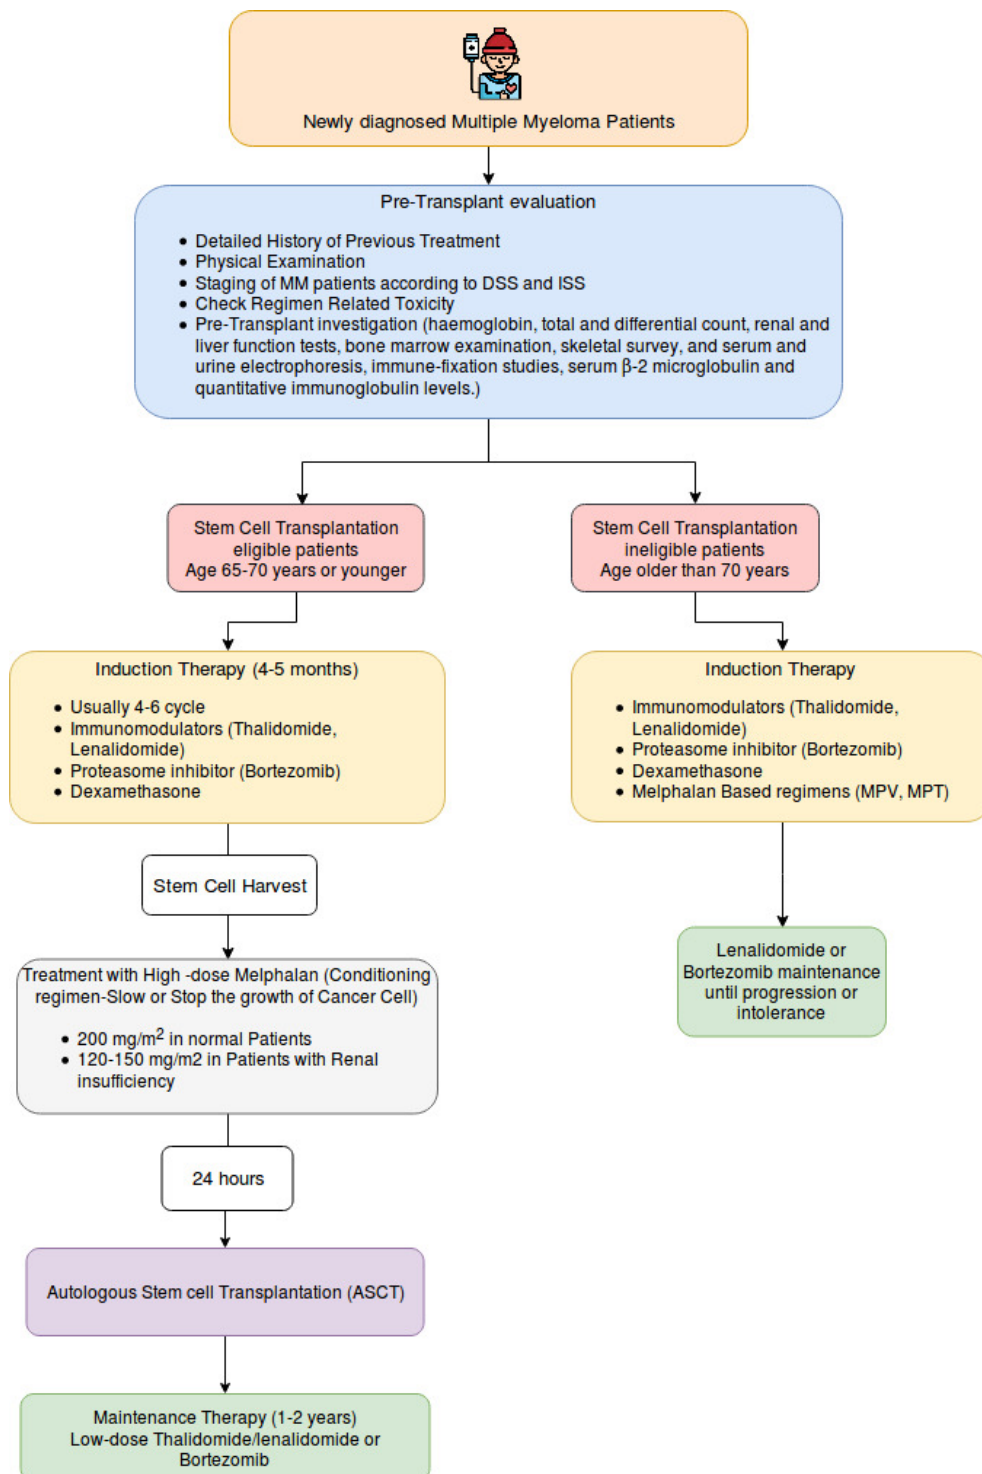 Newly diagnosed Multiple Myeloma Patients
Pre-Transplant evaluation
• Detailed History of Previous Treatment
• Physical Examination
• Staging of MM patients according to DSS and ISS
• Check Regimen Related Toxicity
• Pre-Transplant investigation (haemoglobin, total and differential count, renal and
liver function tests, bone marrow examination, skeletal survey, and serum and
urine electrophoresis, immune-fixation studies, serum β-2 microglobulin and
quantitative immunoglobulin levels.)
Stem Cell Transplantation
eligible patients
Age 65-70 years or younger
Stem Cell Transplantation
ineligible patients
Age older than 70 years
Induction Therapy (4-5 months)
• Usually 4-6 cycle
• Immunomodulators (Thalidomide,
Lenalidomide)
• Proteasome inhibitor (Bortezomib)
• Dexamethasone
Induction Therapy
• Immunomodulators (Thalidomide,
Lenalidomide)
• Proteasome inhibitor (Bortezomib)
• Dexamethasone
• Melphalan Based regimens (MPV, MPT)
Stem Cell Harvest
Lenalidomide or
Bortezomib maintenance
until progression or
intolerance
Treatment with High -dose Melphalan (Conditioning
regimen-Slow or Stop the growth of Cancer Cell)
• 200 mg/m² in normal Patients
• 120-150 mg/m2 in Patients with Renal
insufficiency
24 hours
Autologous Stem cell Transplantation (ASCT)
Maintenance Therapy (1-2 years)
Low-dose Thalidomide/lenalidomide or
Bortezomib